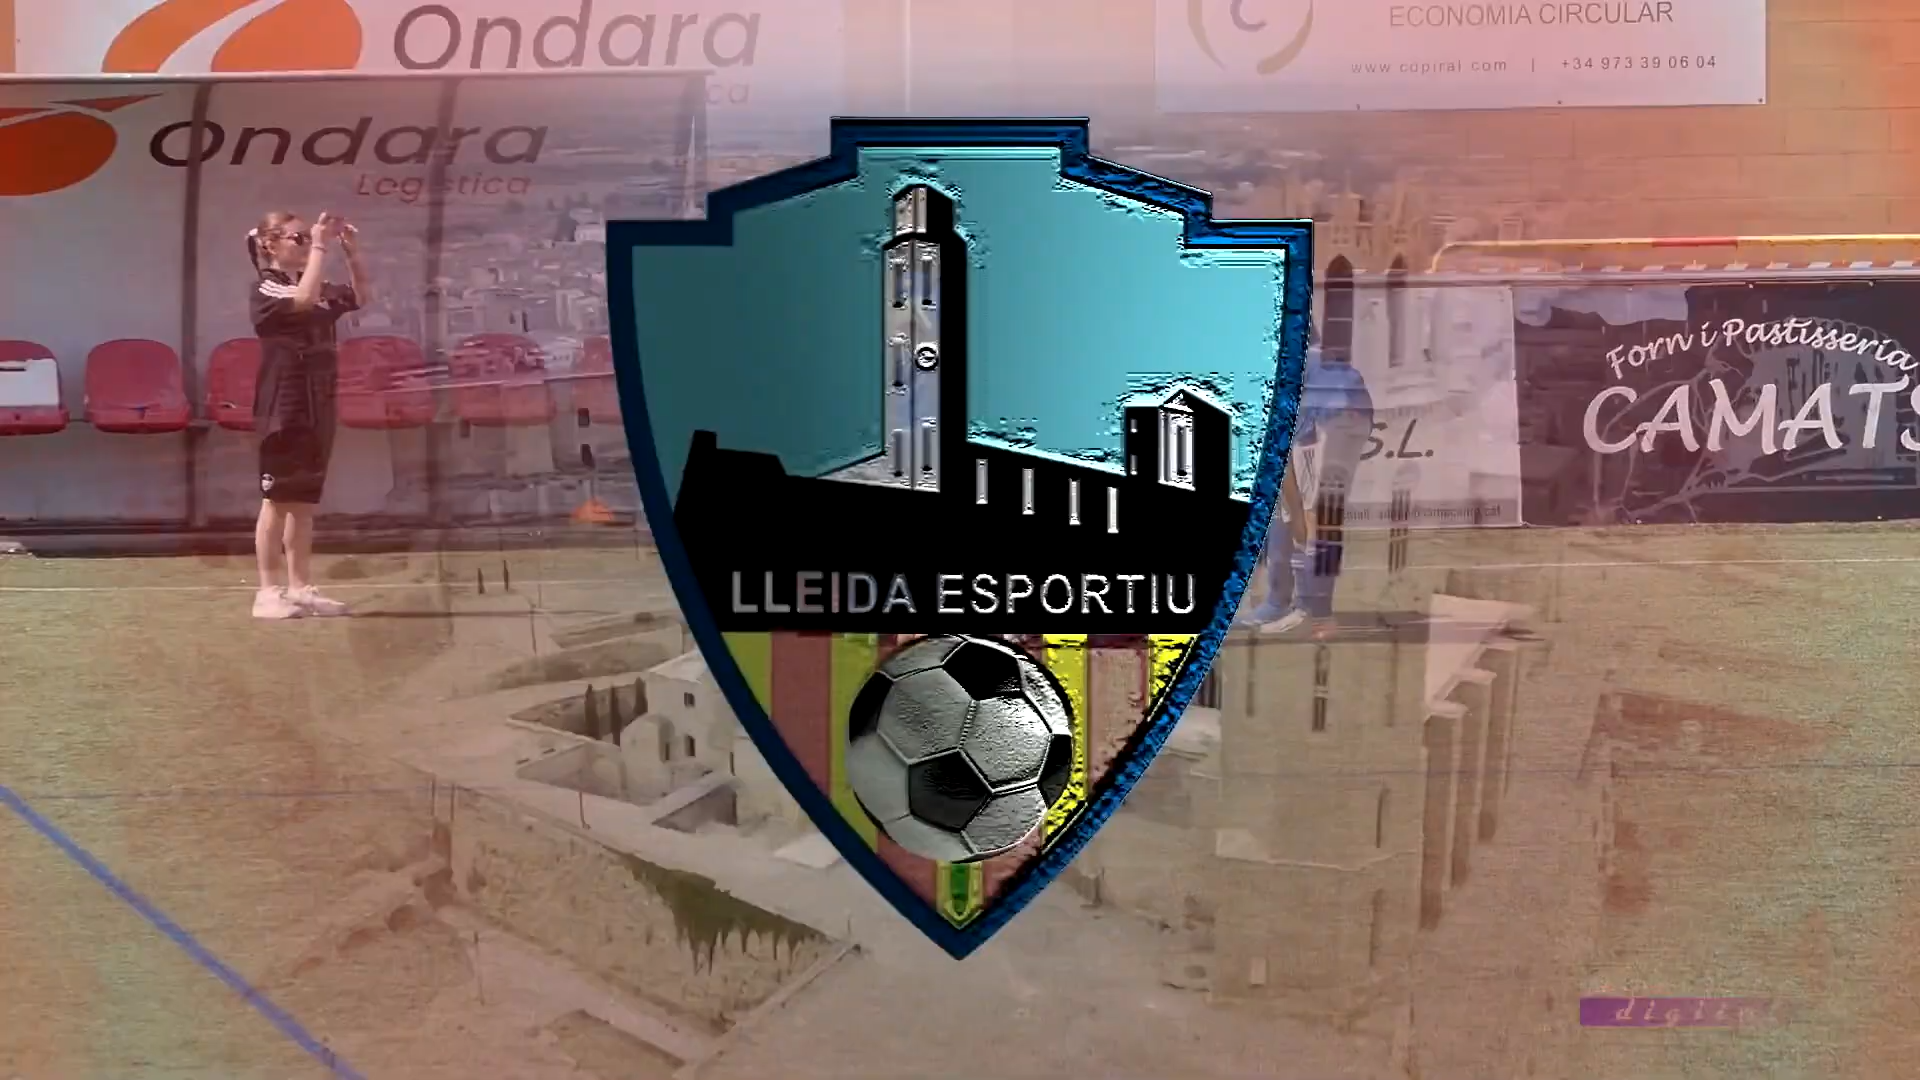 Ondara
ECONOMIA CIRCULAR
www.copiral.com | +34 973 39 06 04
Ondara
Logística
Forn i Pastisseria
CAMATS
S.L.
LLEIDA ESPORTIU